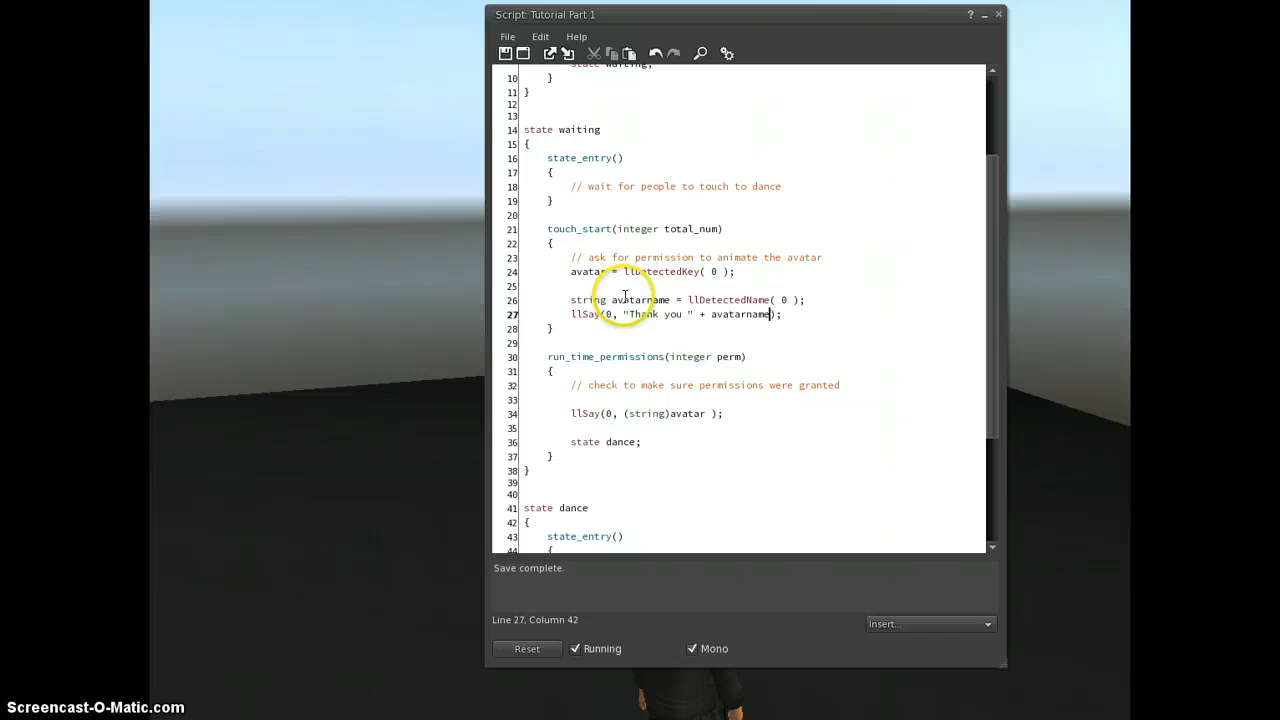 Script: Tutorial Part 1
?
File Edit Help
10 }
11 }
12
13
14 state waiting
15 {
16 state_entry()
17 {
18 // wait for people to touch to dance
19 }
20
21 touch_start(integer total_num)
22 {
23 // ask for permission to animate the avatar
24 avatar = llDetectedKey( 0 );
25
26 string avatarname = llDetectedName( 0 );
27 llSay(0, "Thank you " + avatarname);
28 }
29
30 run_time_permissions(integer perm)
31 {
32 // check to make sure permissions were granted
33
34 llSay(0, (string)avatar );
35
36 state dance;
37 }
38 }
39
40
41 state dance
42 {
43 state_entry()
44 {
Save complete.
Line 27, Column 42
Insert...
Reset Running Mono
Screencast-O-Matic.com